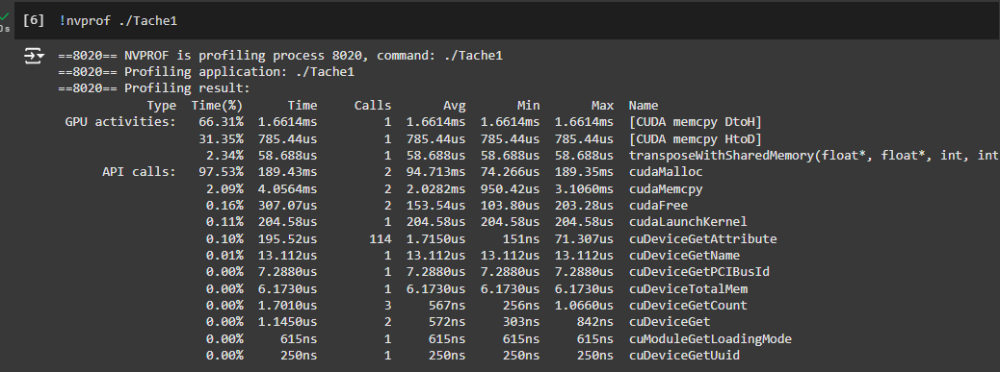 [6] !nvprof ./Tache1
0s
==8020== NVPROF is profiling process 8020, command: ./Tache1
==8020== Profiling application: ./Tache1
==8020== Profiling result:
Type Time(%) Time Calls Avg Min Max Name
GPU activities: 66.31% 1.6614ms 1 1.6614ms 1.6614ms 1.6614ms [CUDA memcpy DtoH]
31.35% 785.44us 1 785.44us 785.44us 785.44us [CUDA memcpy HtoD]
2.34% 58.688us 1 58.688us 58.688us 58.688us transposeWithSharedMemory(float*, float*, int, int
API calls: 97.53% 189.43ms 2 94.713ms 74.266us 189.35ms cudaMalloc
2.09% 4.0564ms 2 2.0282ms 950.42us 3.1060ms cudaMemcpy
0.16% 307.07us 2 153.54us 103.80us 203.28us cudaFree
0.11% 204.58us 1 204.58us 204.58us 204.58us cudaLaunchKernel
0.10% 195.52us 114 1.7150us 151ns 71.307us cuDeviceGetAttribute
0.01% 13.112us 1 13.112us 13.112us 13.112us cuDeviceGetName
0.00% 7.2880us 1 7.2880us 7.2880us 7.2880us cuDeviceGetPCIBusId
0.00% 6.1730us 1 6.1730us 6.1730us 6.1730us cuDeviceTotalMem
0.00% 1.7010us 3 567ns 256ns 1.0660us cuDeviceGetCount
0.00% 1.1450us 2 572ns 303ns 842ns cuDeviceGet
0.00% 615ns 1 615ns 615ns 615ns cuModuleGetLoadingMode
0.00% 250ns 1 250ns 250ns 250ns cuDeviceGetUuid